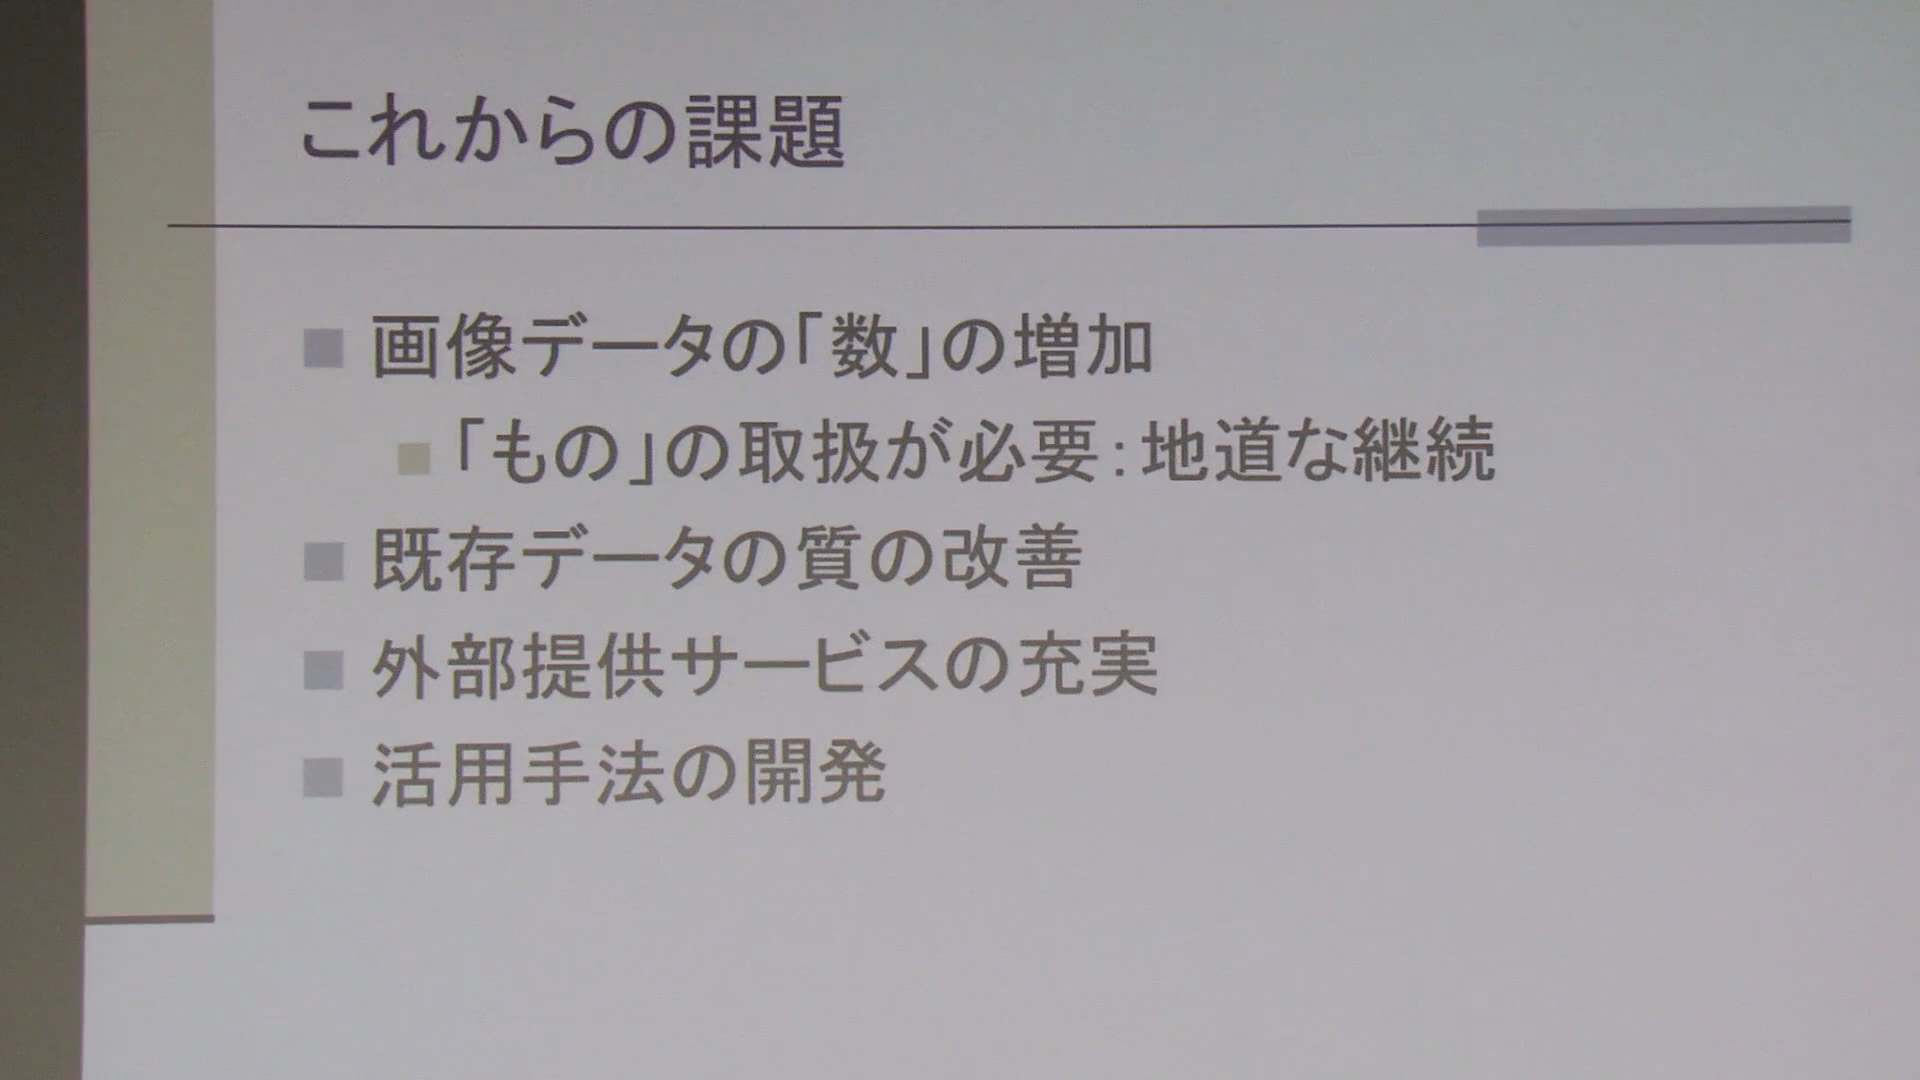 これからの課題
画像データの「数」の増加
「もの」の取扱が必要：地道な継続
既存データの質の改善
外部提供サービスの充実
活用手法の開発